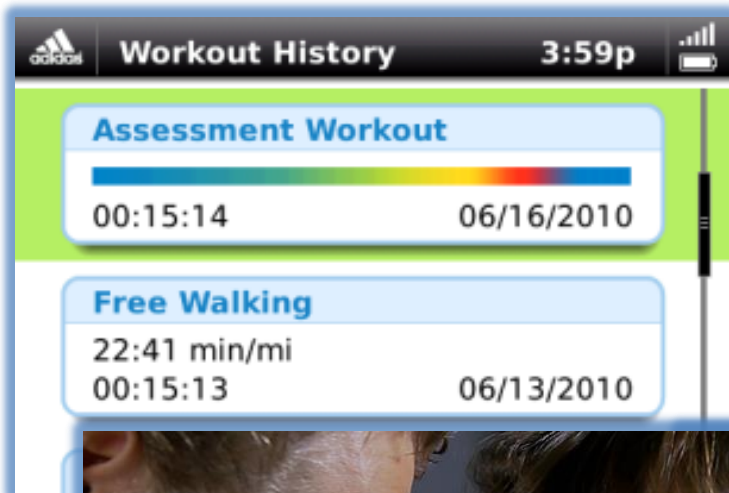 adidas
Workout History 3:59p
Assessment Workout
00:15:14 06/16/2010
Free Walking
22:41 min/mi
00:15:13 06/13/2010